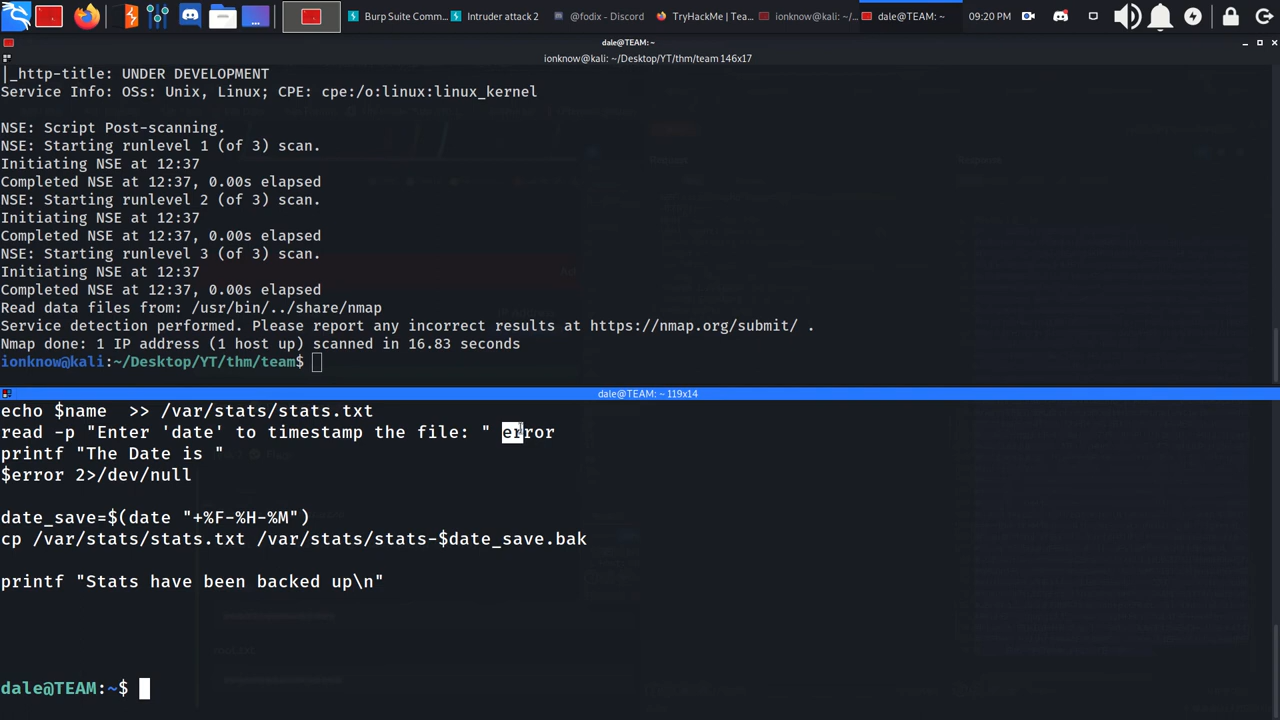 Burp Suite Comm...
Intruder attack 2
@fodix - Discord
TryHackMe | Tea...
ionknow@kali: ~/...
dale@TEAM: ~
09:20 PM
dale@TEAM: ~
ionknow@kali: ~/Desktop/YT/thm/team 146x17
|_http-title: UNDER DEVELOPMENT
Service Info: OSs: Unix, Linux; CPE: cpe:/o:linux:linux_kernel
NSE: Script Post-scanning.
NSE: Starting runlevel 1 (of 3) scan.
Initiating NSE at 12:37
Completed NSE at 12:37, 0.00s elapsed
NSE: Starting runlevel 2 (of 3) scan.
Initiating NSE at 12:37
Completed NSE at 12:37, 0.00s elapsed
NSE: Starting runlevel 3 (of 3) scan.
Initiating NSE at 12:37
Completed NSE at 12:37, 0.00s elapsed
Read data files from: /usr/bin/../share/nmap
Service detection performed. Please report any incorrect results at https://nmap.org/submit/ .
Nmap done: 1 IP address (1 host up) scanned in 16.83 seconds
ionknow@kali:~/Desktop/YT/thm/team$
dale@TEAM: ~ 119x14
echo $name  >> /var/stats/stats.txt
read -p "Enter 'date' to timestamp the file: " error
printf "The Date is "
$error 2>/dev/null
date_save=$(date "+%F-%H-%M")
cp /var/stats/stats.txt /var/stats/stats-$date_save.bak
printf "Stats have been backed up\n"
dale@TEAM:~$